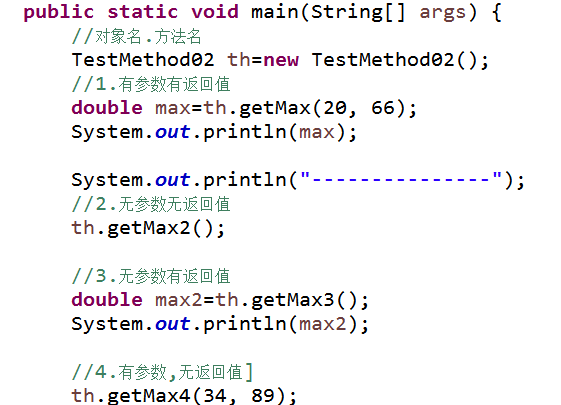 public static void main(String[] args) {
//对象名.方法名
TestMethod02 th=new TestMethod02();
//1.有参数有返回值
double max=th.getMax(20, 66);
System.out.println(max);
System.out.println("---------------");
//2.无参数无返回值
th.getMax2();
//3.无参数有返回值
double max2=th.getMax3();
System.out.println(max2);
//4.有参数,无返回值]
th.getMax4(34, 89);